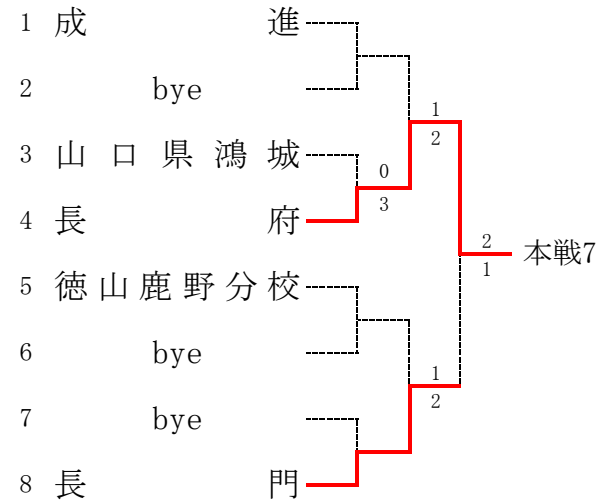 1 成進
1
2 bye
2
3 山口県鴻城
0
3
4 長府
2
本戦7
1
5 徳山鹿野分校
6 bye
1
2
7 bye
8 長門